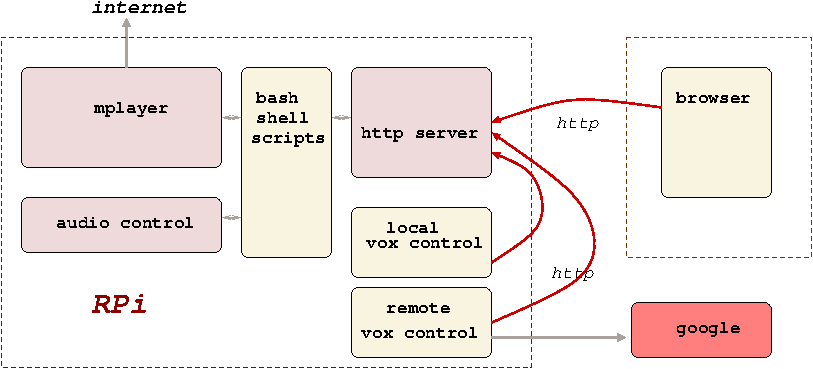 internet
mplayer
bash
shell
scripts
http server
browser
http
audio control
local
vox control
http
RPi
remote
vox control
google